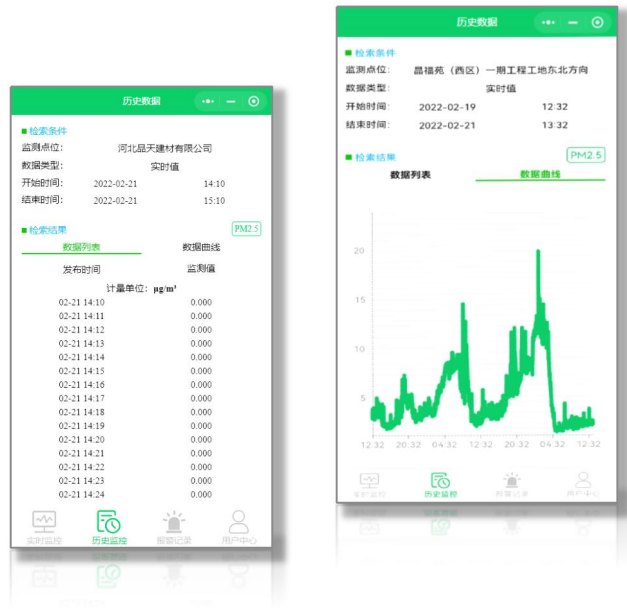 历史数据
检索条件
监测点位: 河北品天建材有限公司
数据类型: 实时值
开始时间: 2022-02-21 14:10
结束时间: 2022-02-21 15:10
检索结果 PM2.5
数据列表 数据曲线
发布时间 监测值
计量单位: μg/m³
02-21 14:10 0.000
02-21 14:11 0.000
02-21 14:12 0.000
02-21 14:13 0.000
02-21 14:14 0.000
02-21 14:15 0.000
02-21 14:16 0.000
02-21 14:17 0.000
02-21 14:18 0.000
02-21 14:19 0.000
02-21 14:20 0.000
02-21 14:21 0.000
02-21 14:22 0.000
02-21 14:23 0.000
02-21 14:24 0.000
实时监控 历史监控 报警记录 用户中心
历史数据
检索条件
监测点位: 晶福苑(西区)一期工程工地东北方向
数据类型: 实时值
开始时间: 2022-02-19 12:32
结束时间: 2022-02-21 13:32
检索结果 PM2.5
数据列表 数据曲线
20
15
10
5
12:32 20:32 04:32 12:32 20:32 04:32 12:32
实时监控 历史监控 报警记录 用户中心